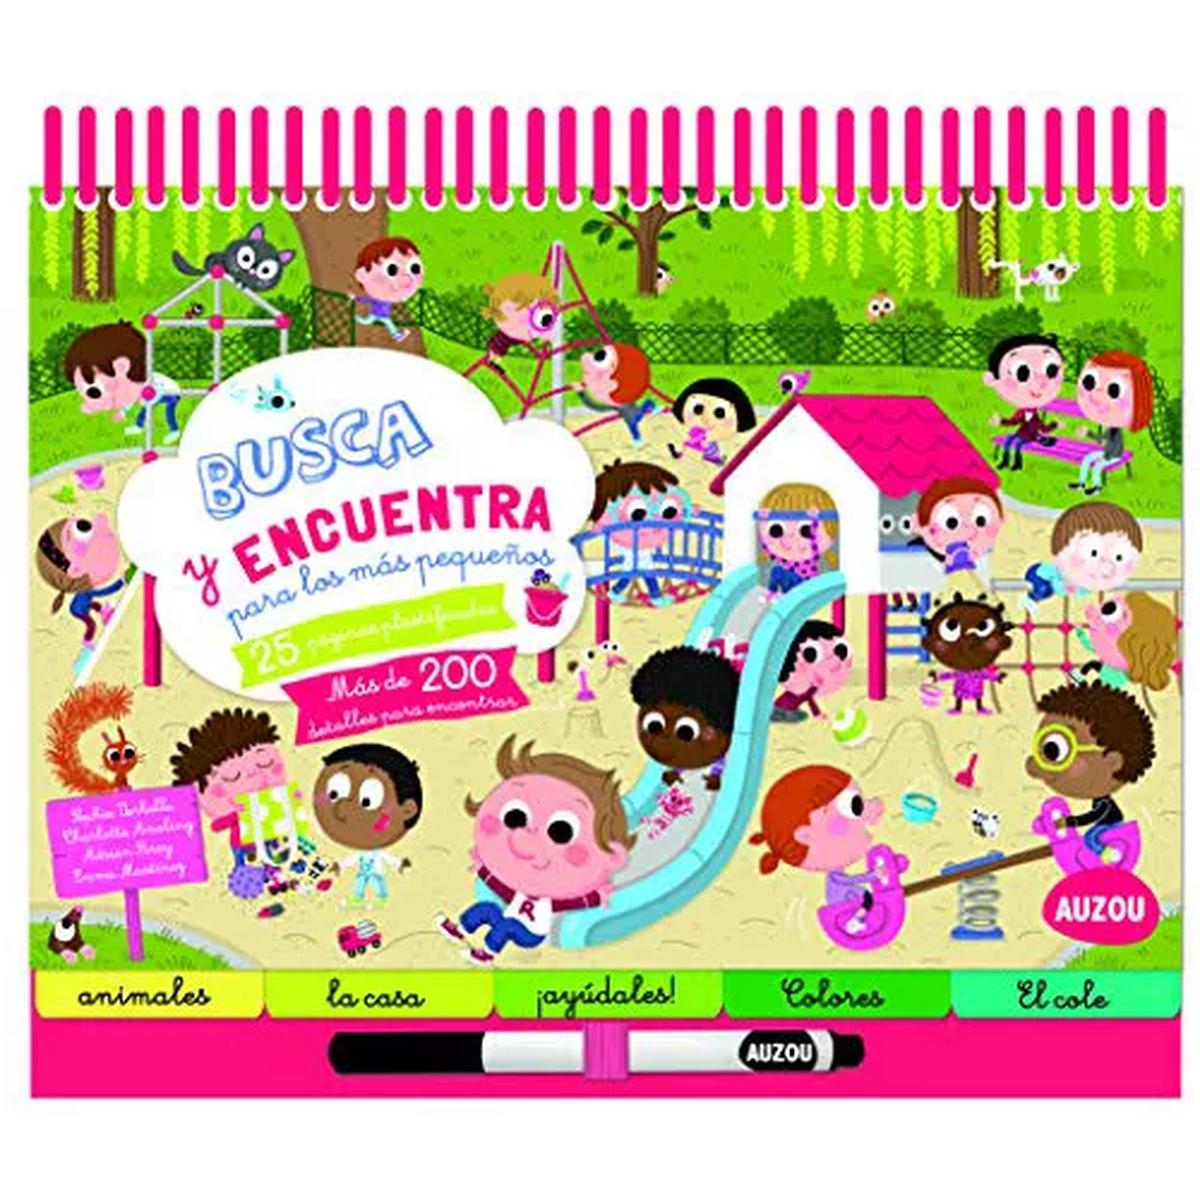 BUSCA
y ENCUENTRA
para los más pequeños
25 páginas plastificadas
Más de 200
detalles para encontrar
R
AUZOU
animales
la casa
¡ayúdales!
Colores
El cole
AUZOU